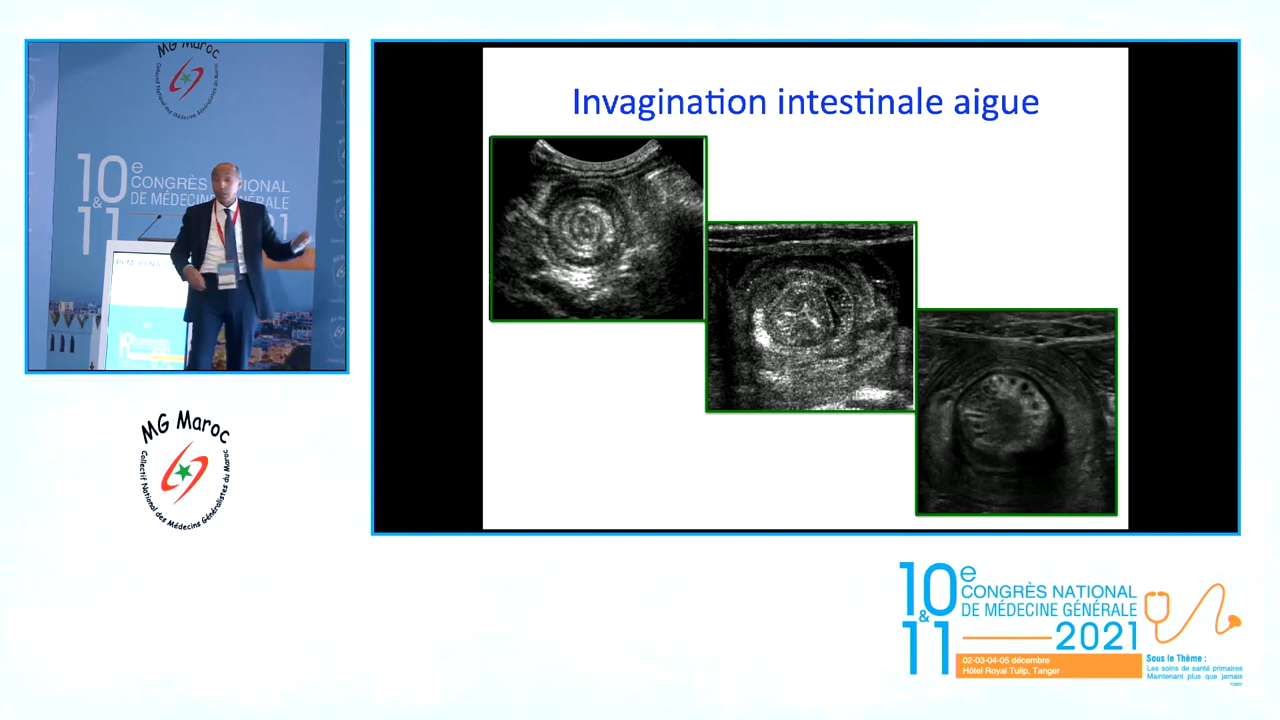 MG Maroc
Collectif National des Médecins Généralistes du Maroc
10e
&
11
CONGRÈS NATIONAL
DE MÉDECINE GÉNÉRALE
Invagination intestinale aigue
MG Maroc
Collectif National des Médecins Généralistes du Maroc
10e
&
11
CONGRÈS NATIONAL
DE MÉDECINE GÉNÉRALE
2021
02-03-04-05 décembre
Hôtel Royal Tulip, Tanger
Sous le Thème :
Les soins de santé primaires
Maintenant plus que jamais
"OMS"